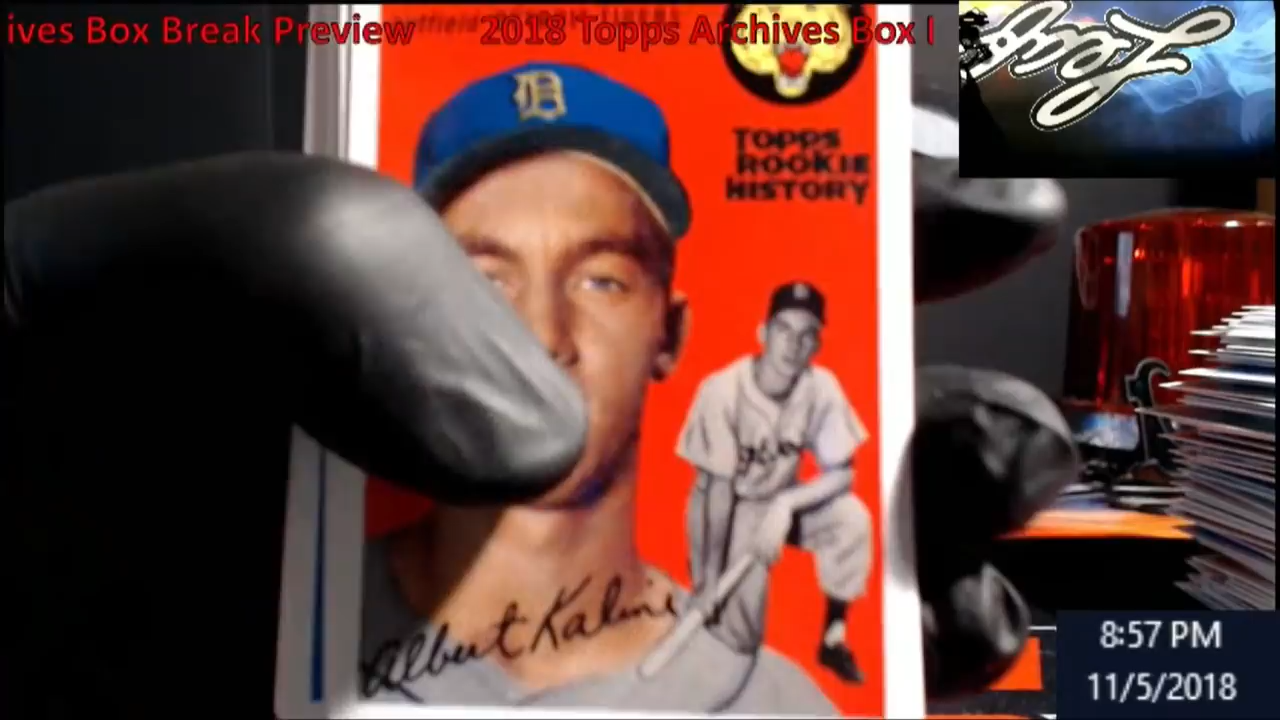 ives Box Break Preview 2018 Topps Archives Box
D
TOPPS
ROOKIE
HISTORY
Albert Kaline
8:57 PM
11/5/2018